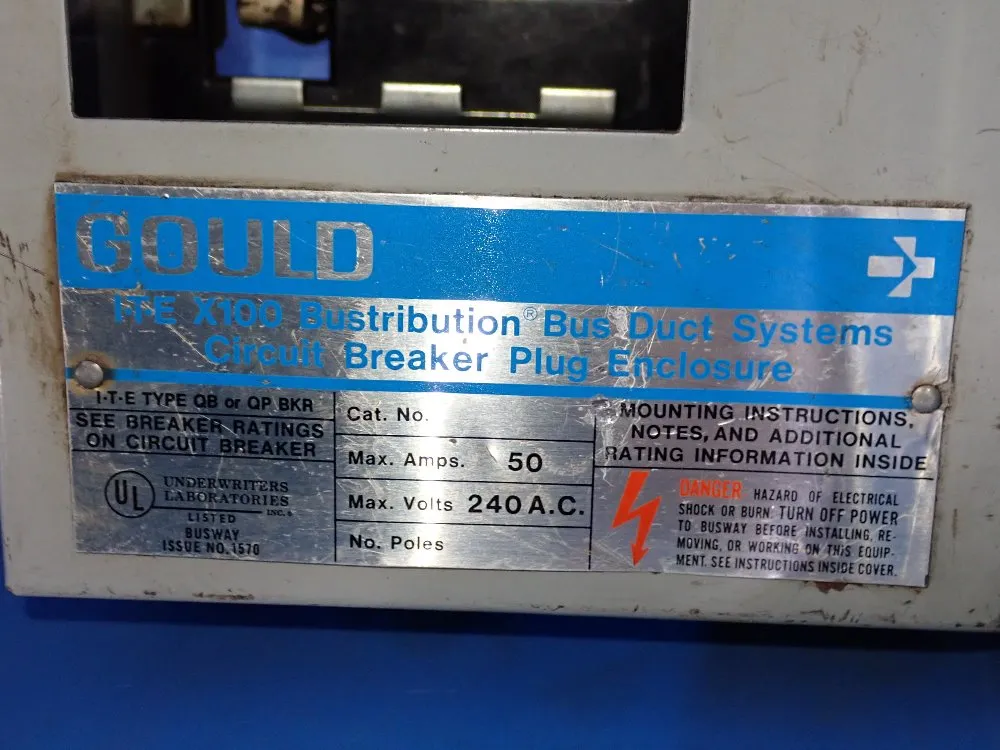 GOULD
I-T-E X100 Bustribution® Bus Duct Systems
Circuit Breaker Plug Enclosure
I-T-E TYPE QB or QP BKR
SEE BREAKER RATINGS
ON CIRCUIT BREAKER
UL
UNDERWRITERS
LABORATORIES
INC.®
LISTED
BUSWAY
ISSUE NO. 1570
Cat. No.
Max. Amps. 50
Max. Volts 240 A.C.
No. Poles
MOUNTING INSTRUCTIONS,
NOTES, AND ADDITIONAL
RATING INFORMATION INSIDE
DANGER HAZARD OF ELECTRICAL
SHOCK OR BURN. TURN OFF POWER
TO BUSWAY BEFORE INSTALLING, RE-
MOVING, OR WORKING ON THIS EQUIP-
MENT. SEE INSTRUCTIONS INSIDE COVER.